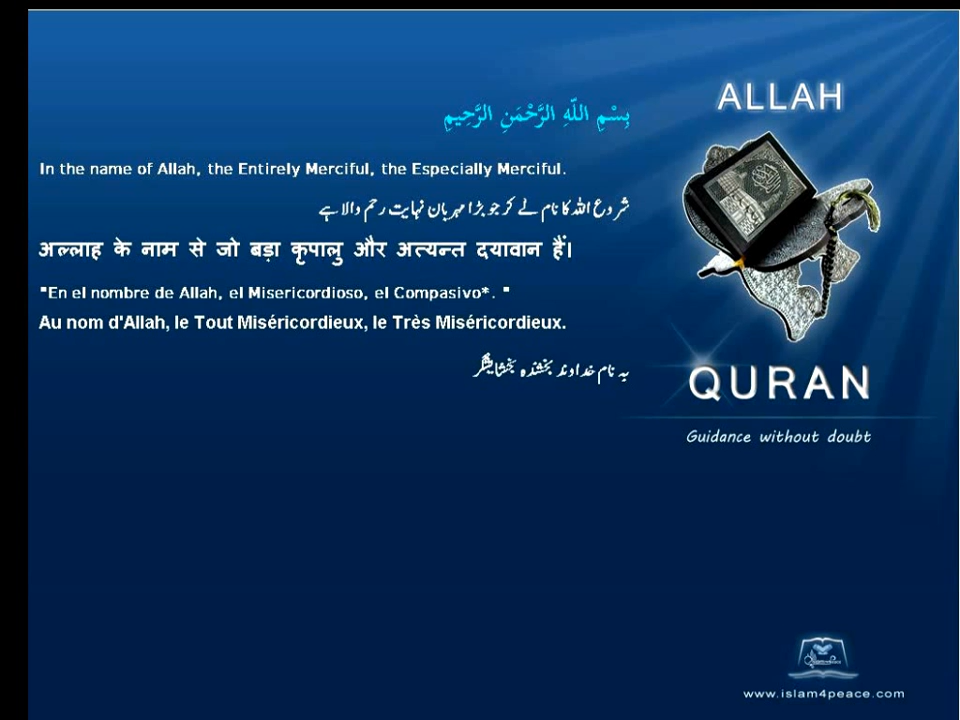 بِسْمِ اللّهِ الرَّحْمَنِ الرَّحِيمِ
In the name of Allah, the Entirely Merciful, the Especially Merciful.
شروع الله کا نام لے کر جو بڑا مہربان نہایت رحم والا ہے
अल्लाह के नाम से जो बड़ा कृपालु और अत्यन्त दयावान हैं।
"En el nombre de Allah, el Misericordioso, el Compasivo*. "
Au nom d'Allah, le Tout Miséricordieux, le Très Miséricordieux.
به نام خداوند بخشنده بخشایشگر
ALLAH
QURAN
Guidance without doubt
www.islam4peace.com